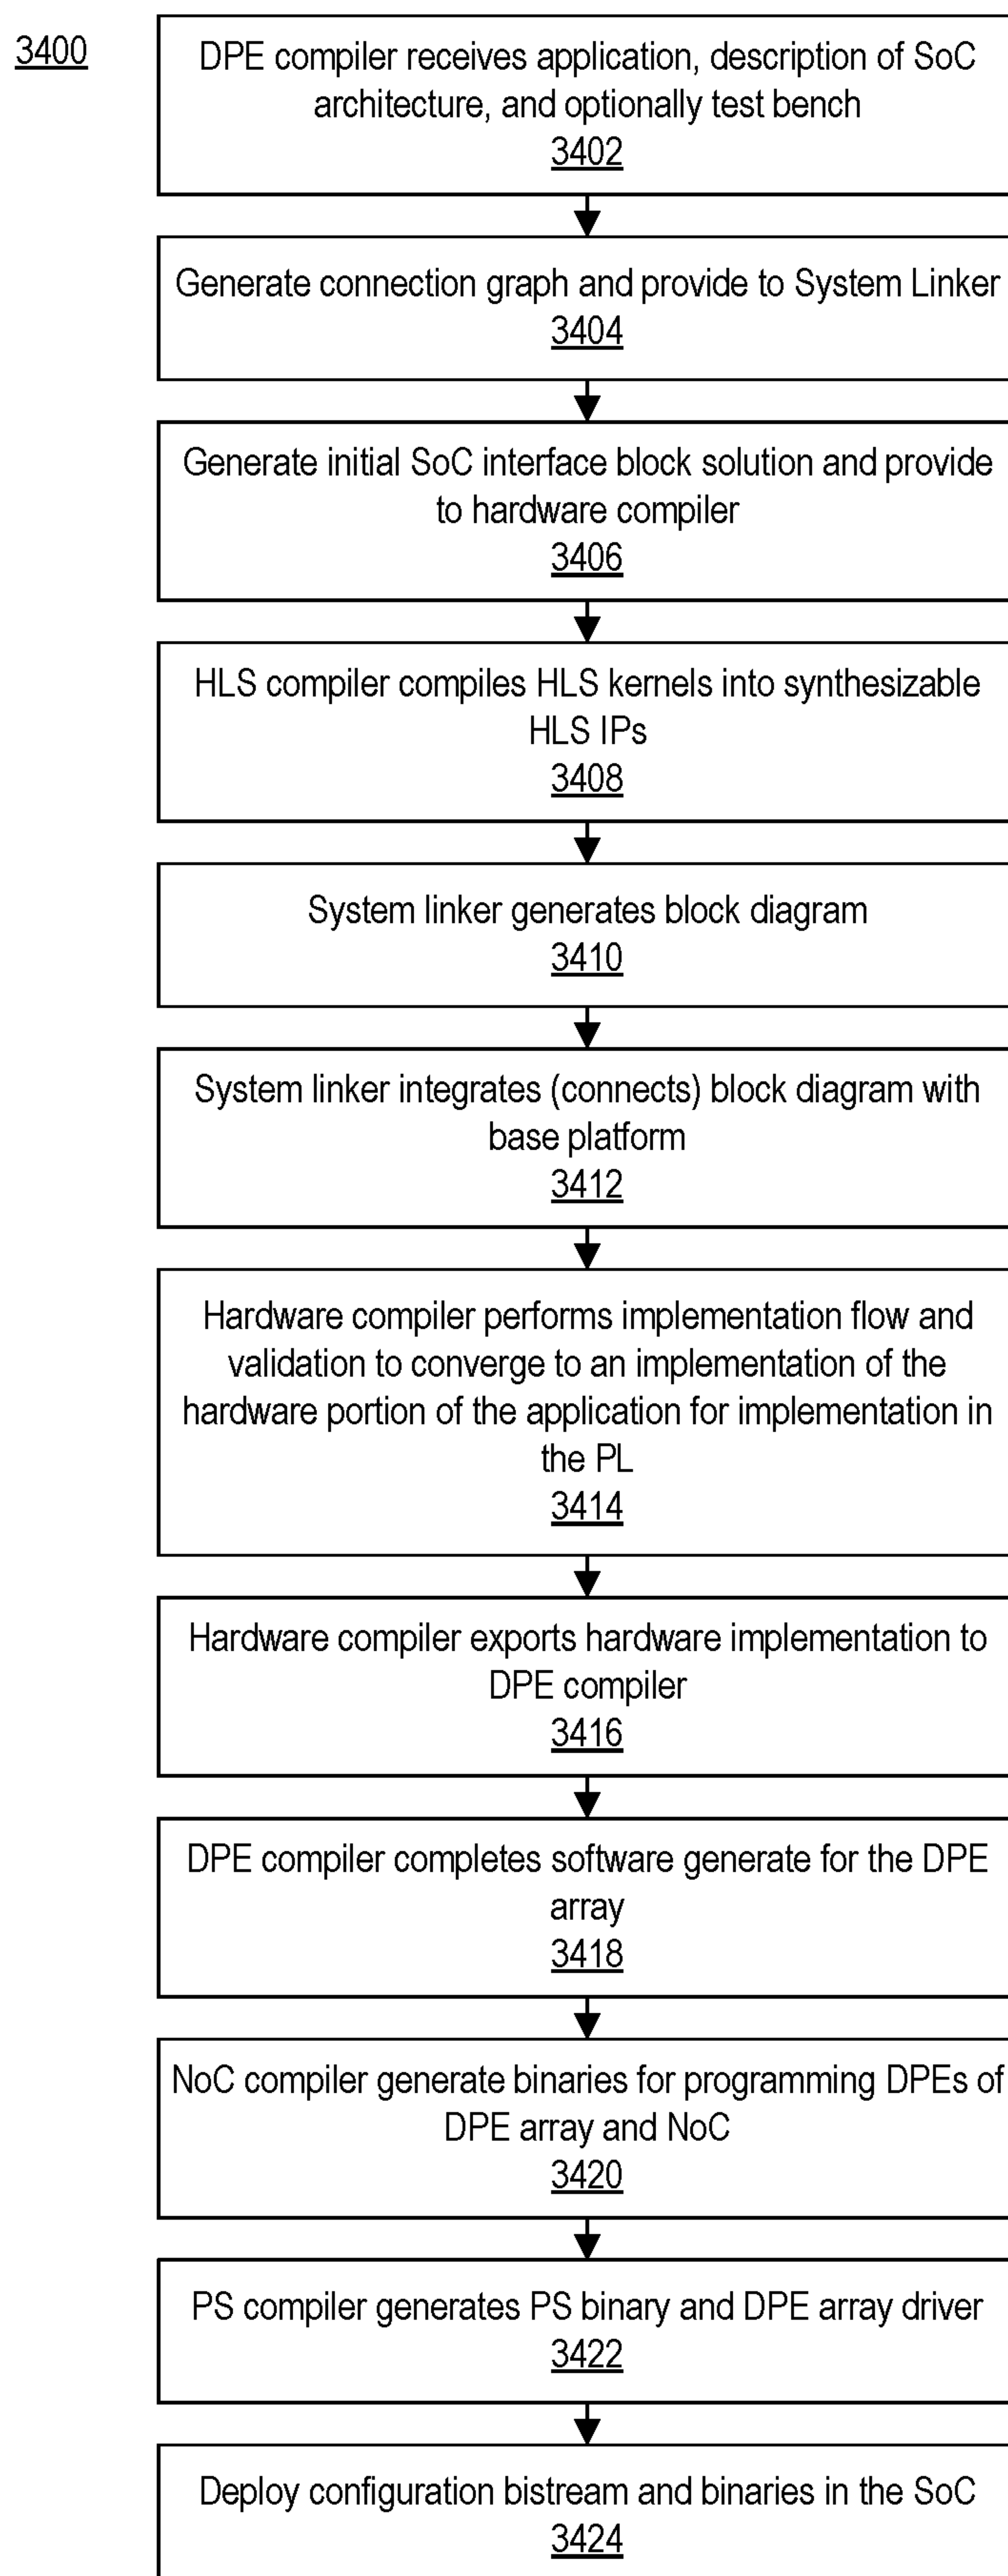 3400
DPE compiler receives application, description of SoC
architecture, and optionally test bench
3402
Generate connection graph and provide to System Linker
3404
Generate initial SoC interface block solution and provide
to hardware compiler
3406
HLS compiler compiles HLS kernels into synthesizable
HLS IPs
3408
System linker generates block diagram
3410
System linker integrates (connects) block diagram with
base platform
3412
Hardware compiler performs implementation flow and
validation to converge to an implementation of the
hardware portion of the application for implementation in
the PL
3414
Hardware compiler exports hardware implementation to
DPE compiler
3416
DPE compiler completes software generate for the DPE
array
3418
NoC compiler generate binaries for programming DPEs of
DPE array and NoC
3420
PS compiler generates PS binary and DPE array driver
3422
Deploy configuration bistream and binaries in the SoC
3424